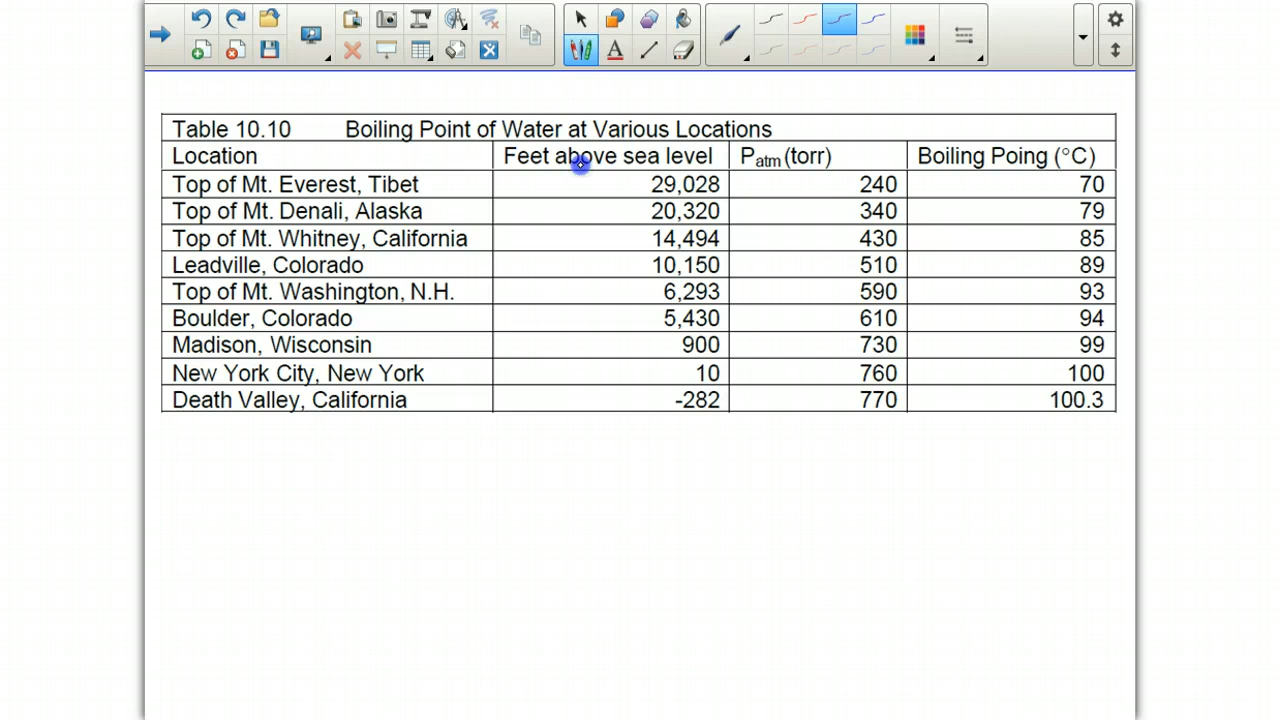 Table 10.10 Boiling Point of Water at Various Locations
Location Feet above sea level Patm (torr) Boiling Poing (°C)
Top of Mt. Everest, Tibet 29,028 240 70
Top of Mt. Denali, Alaska 20,320 340 79
Top of Mt. Whitney, California 14,494 430 85
Leadville, Colorado 10,150 510 89
Top of Mt. Washington, N.H. 6,293 590 93
Boulder, Colorado 5,430 610 94
Madison, Wisconsin 900 730 99
New York City, New York 10 760 100
Death Valley, California -282 770 100.3